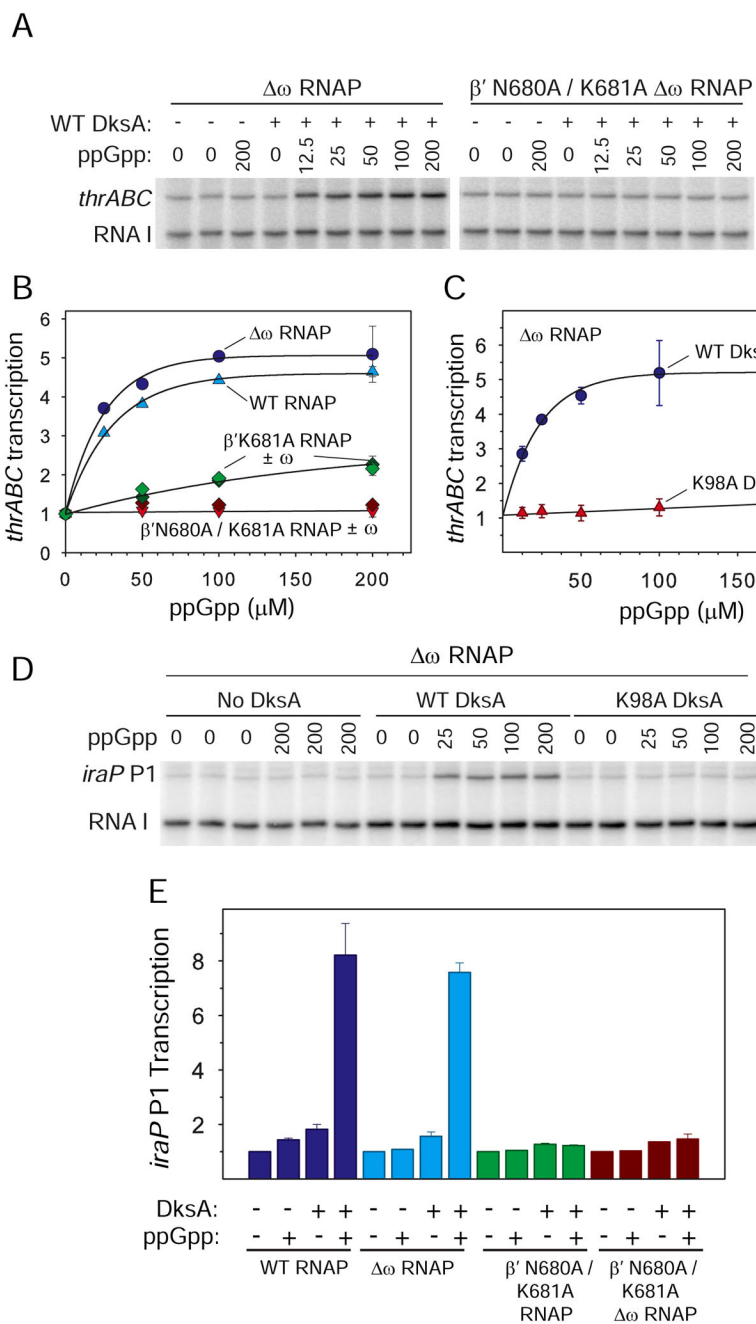 A
Δω RNAP
β′ N680A / K681A Δω RNAP
WT DksA: - - - + + + + + + - - - + + + + + +
ppGpp: 0 0 200 0 12.5 25 50 100 200 0 0 200 0 12.5 25 50 100 200
thrABC
RNA I
B
thrABC transcription
6
5
4
3
2
1
0
Δω RNAP
WT RNAP
β′K681A RNAP
± ω
β′N680A / K681A RNAP ± ω
0 50 100 150 200
ppGpp (μM)
C
thrABC transcription
6
5
4
3
2
1
Δω RNAP
WT Dks
K98A D
50 100 150
ppGpp (μM)
D
Δω RNAP
No DksA WT DksA K98A DksA
ppGpp 0 0 0 200 200 200 0 0 25 50 100 200 0 0 25 50 100 200
iraP P1
RNA I
E
iraP P1 Transcription
8
6
4
2
DksA: - - + + - - + + - - + + - - + +
ppGpp: - + - + - + - + - + - + - + - +
WT RNAP
Δω RNAP
β′ N680A /
K681A
RNAP
β′ N680A /
K681A
Δω RNAP